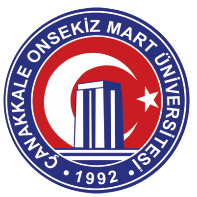 ÇANAKKALE ONSEKİZ MART ÜNİVERSİTESİ
• 1992 •